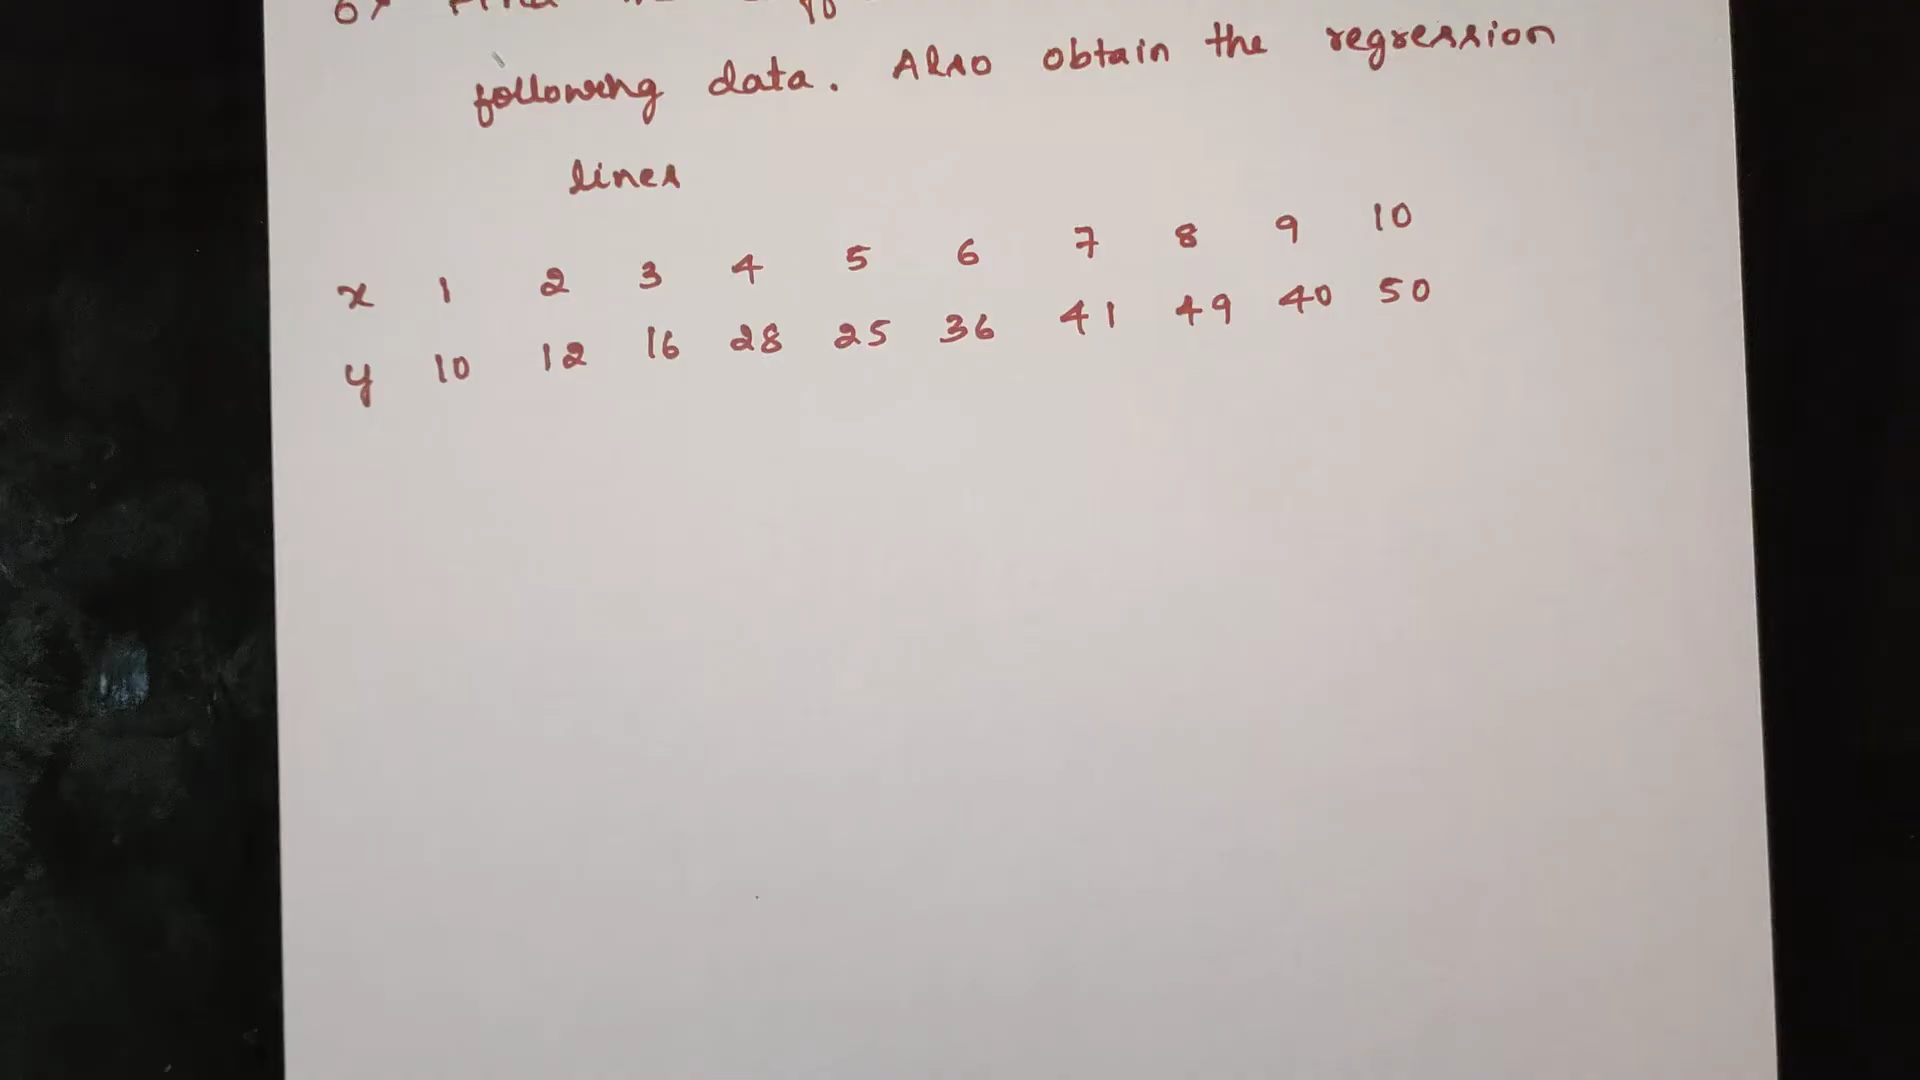 following data. Also obtain the regression
lines
x 1 2 3 4 5 6 7 8 9 10
y 10 12 16 28 25 36 41 49 40 50